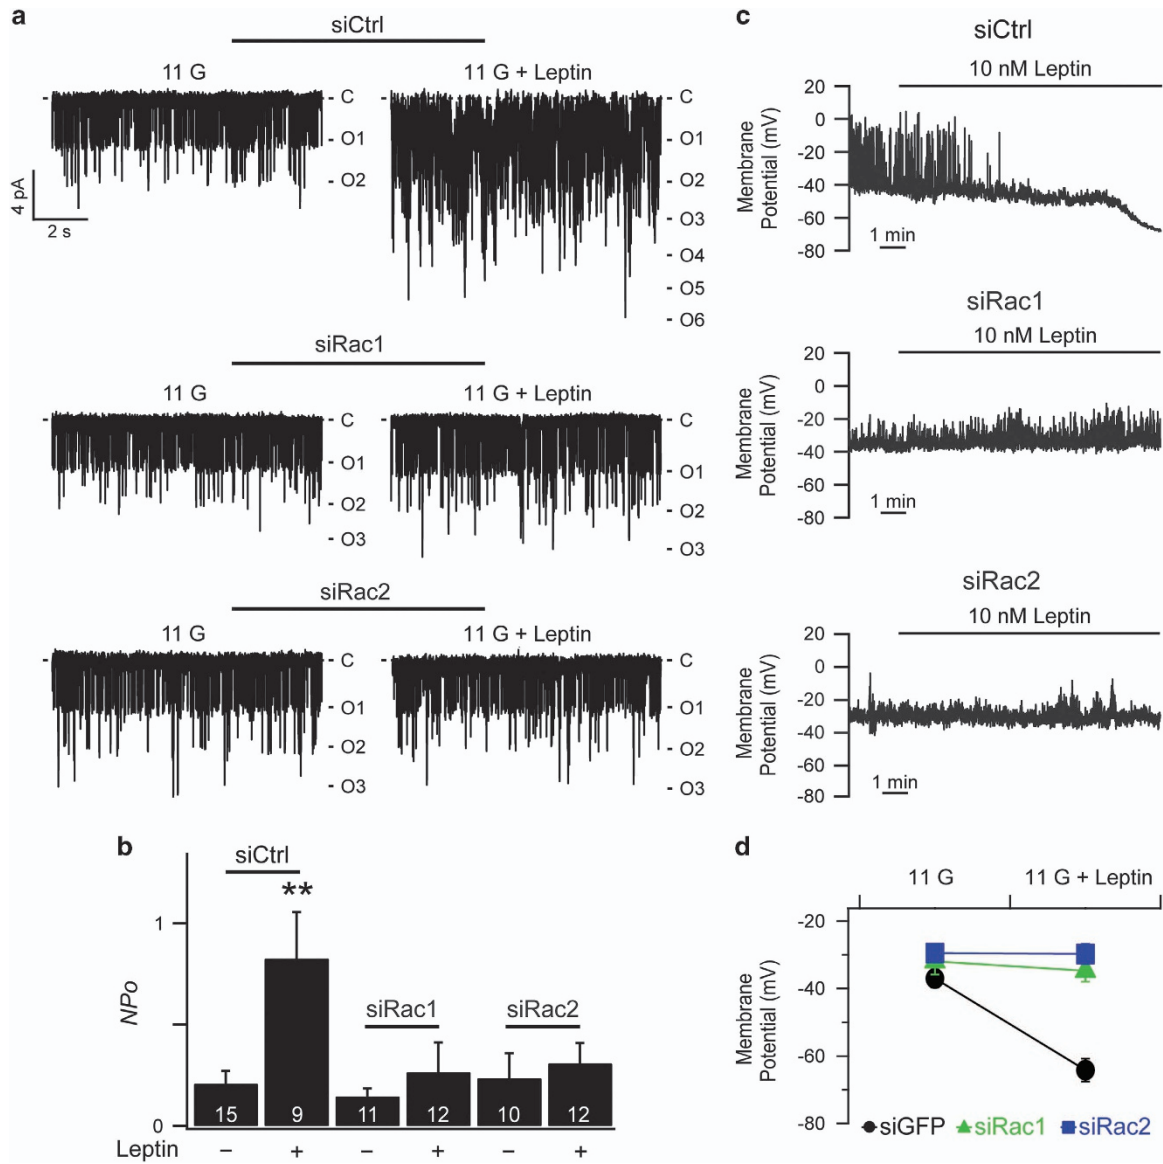 a
siCtrl
11 G
11 G + Leptin
C
O1
O2
4 pA
2 s
C
O1
O2
O3
O4
O5
O6
siRac1
11 G
11 G + Leptin
C
O1
O2
O3
C
O1
O2
O3
siRac2
11 G
11 G + Leptin
C
O1
O2
O3
C
O1
O2
O3
b
siCtrl
**
siRac1
siRac2
NPo
1
0
15 9 11 12 10 12
Leptin – + – + – +
c
siCtrl
10 nM Leptin
Membrane
Potential (mV)
20
0
-20
-40
-60
-80
1 min
siRac1
10 nM Leptin
Membrane
Potential (mV)
20
0
-20
-40
-60
-80
1 min
siRac2
10 nM Leptin
Membrane
Potential (mV)
20
0
-20
-40
-60
-80
1 min
d
11 G 11 G + Leptin
Membrane
Potential (mV)
-20
-40
-60
-80
siGFP siRac1 siRac2